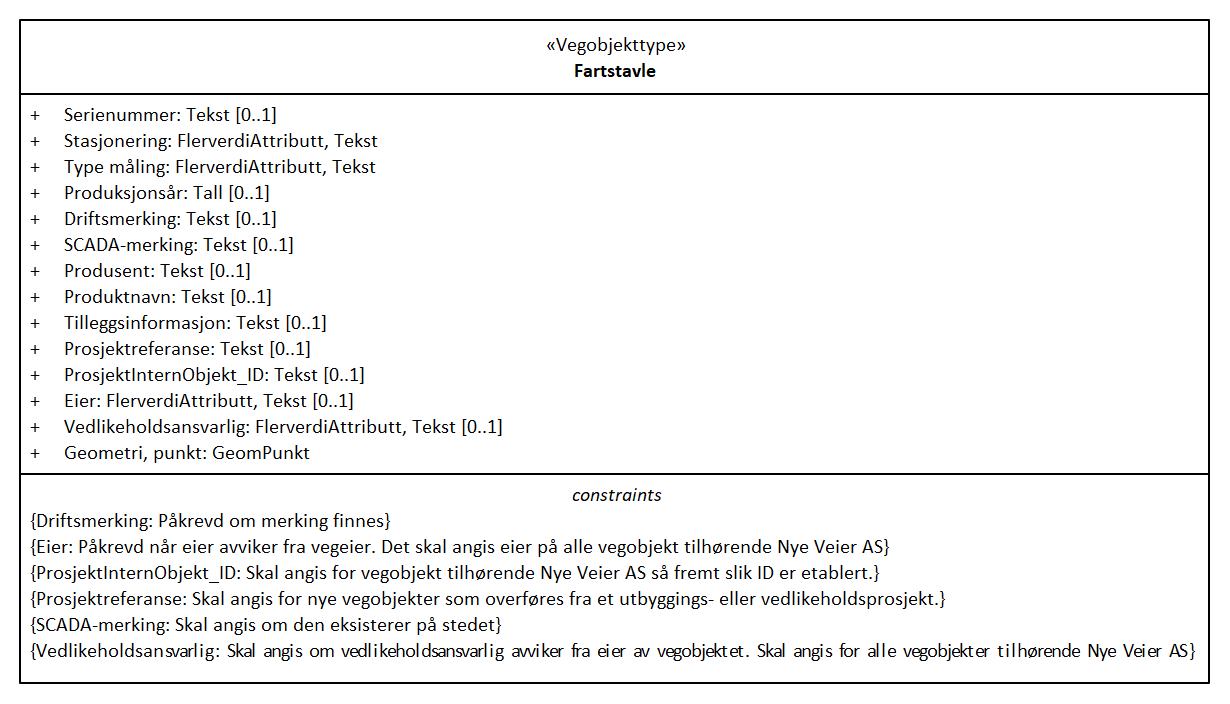 «Vegobjekttype»
Fartstavle
+ Serienummer: Tekst [0..1]
+ Stasjonering: FlerverdiAttributt, Tekst
+ Type måling: FlerverdiAttributt, Tekst
+ Produksjonsår: Tall [0..1]
+ Driftsmerking: Tekst [0..1]
+ SCADA-merking: Tekst [0..1]
+ Produsent: Tekst [0..1]
+ Produktnavn: Tekst [0..1]
+ Tilleggsinformasjon: Tekst [0..1]
+ Prosjektreferanse: Tekst [0..1]
+ ProsjektInternObjekt_ID: Tekst [0..1]
+ Eier: FlerverdiAttributt, Tekst [0..1]
+ Vedlikeholdsansvarlig: FlerverdiAttributt, Tekst [0..1]
+ Geometri, punkt: GeomPunkt
constraints
{Driftsmerking: Påkrevd om merking finnes}
{Eier: Påkrevd når eier avviker fra vegeier. Det skal angis eier på alle vegobjekt tilhørende Nye Veier AS}
{ProsjektInternObjekt_ID: Skal angis for vegobjekt tilhørende Nye Veier AS så fremt slik ID er etablert.}
{Prosjektreferanse: Skal angis for nye vegobjekter som overføres fra et utbyggings- eller vedlikeholdsprosjekt.}
{SCADA-merking: Skal angis om den eksisterer på stedet}
{Vedlikeholdsansvarlig: Skal angis om vedlikeholdsansvarlig avviker fra eier av vegobjektet. Skal angis for alle vegobjekter tilhørende Nye Veier AS}